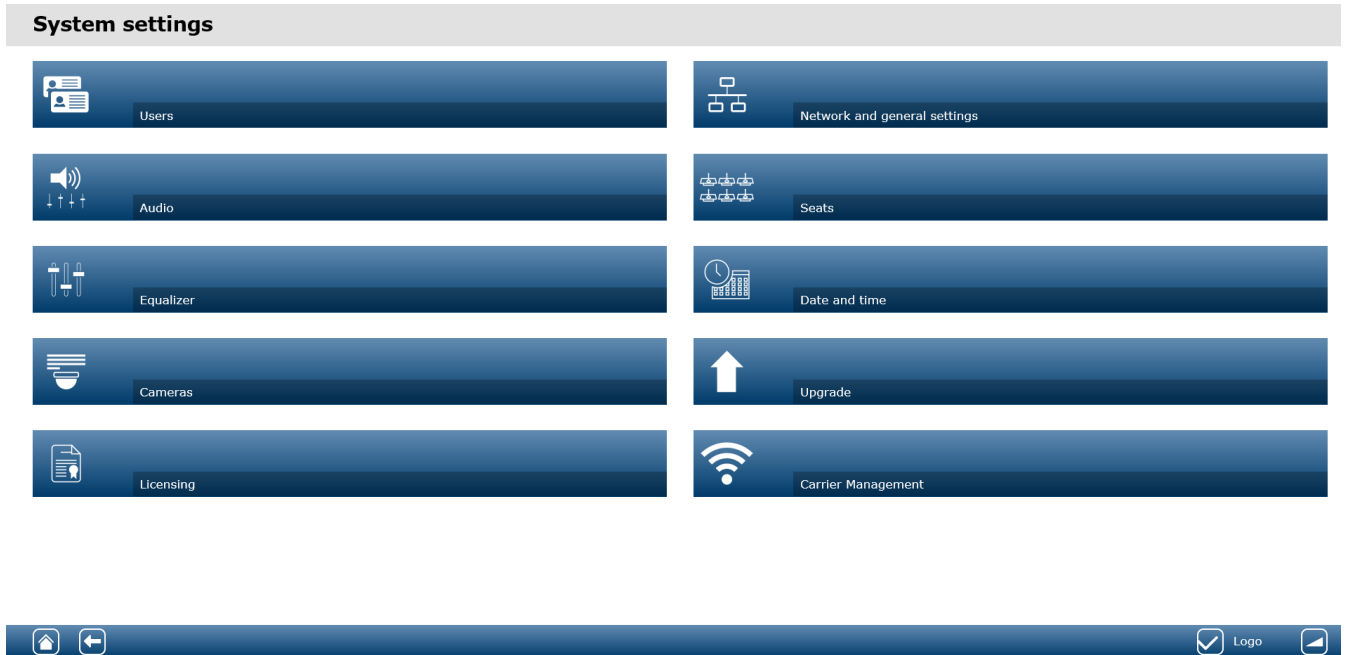 System settings
Users
Network and general settings
Audio
Seats
Equalizer
Date and time
Cameras
Upgrade
Licensing
Carrier Management
Logo